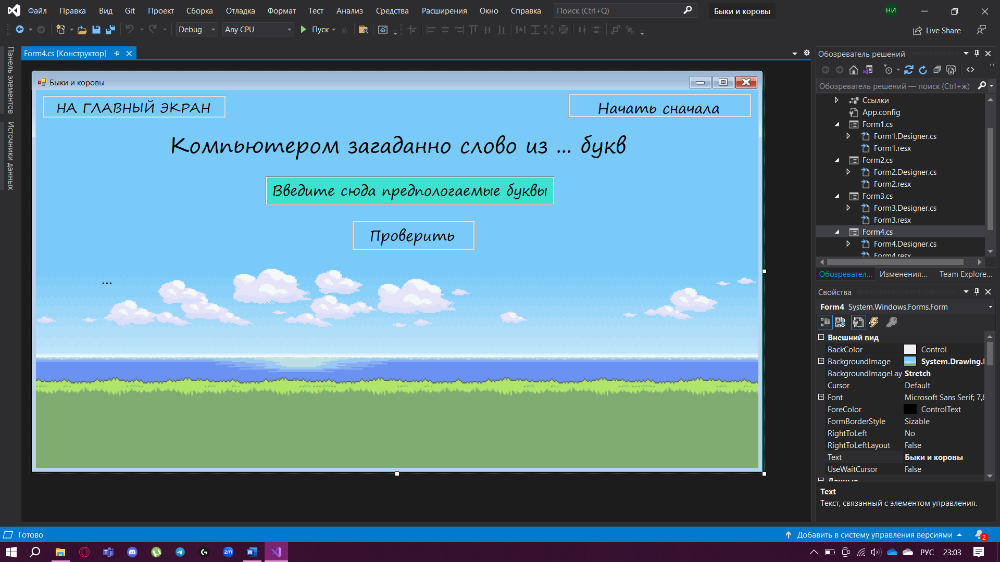 Файл Правка Вид Git Проект Сборка Отладка Формат Тест Анализ Средства Расширения Окно Справка Поиск (Ctrl+Q) Быки и коровы НИ
Debug Any CPU Пуск Live Share
Панель элементов
Источники данных
Form4.cs [Конструктор]
Быки и коровы
НА ГЛАВНЫЙ ЭКРАН
Начать сначала
Компьютером загаданно слово из ... букв
Введите сюда предпологаемые буквы
Проверить
...
Обозреватель решений
Обозреватель решений — поиск (Ctrl+ж)
Ссылки
App.config
Form1.cs
Form1.Designer.cs
Form1.resx
Form2.cs
Form2.Designer.cs
Form2.resx
Form3.cs
Form3.Designer.cs
Form3.resx
Form4.cs
Form4.Designer.cs
Form4.resx
Обозревател... Изменения... Team Explore...
Свойства
Form4 System.Windows.Forms.Form
Внешний вид
BackColor Control
BackgroundImage System.Drawing.
BackgroundImageLay Stretch
Cursor Default
Font Microsoft Sans Serif; 7,8
ForeColor ControlText
FormBorderStyle Sizable
RightToLeft No
RightToLeftLayout False
Text Быки и коровы
UseWaitCursor False
Данные
Text
Текст, связанный с элементом управления.
Готово
Добавить в систему управления версиями 2
zm W РУС 23:03